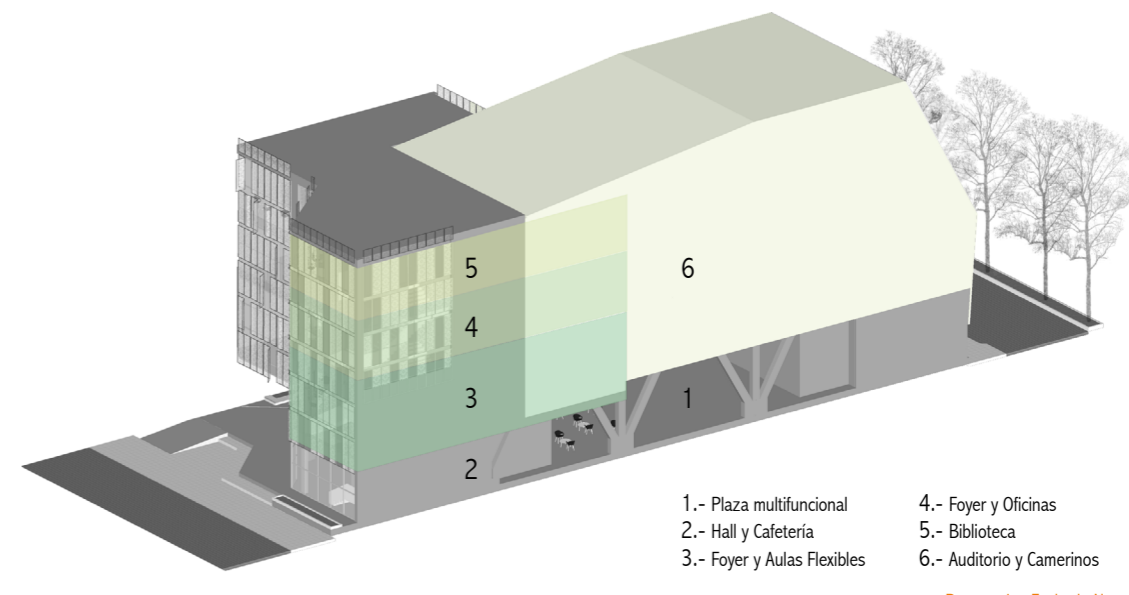 5
6
4
3
1
2
1.- Plaza multifuncional
2.- Hall y Cafetería
3.- Foyer y Aulas Flexibles
4.- Foyer y Oficinas
5.- Biblioteca
6.- Auditorio y Camerinos